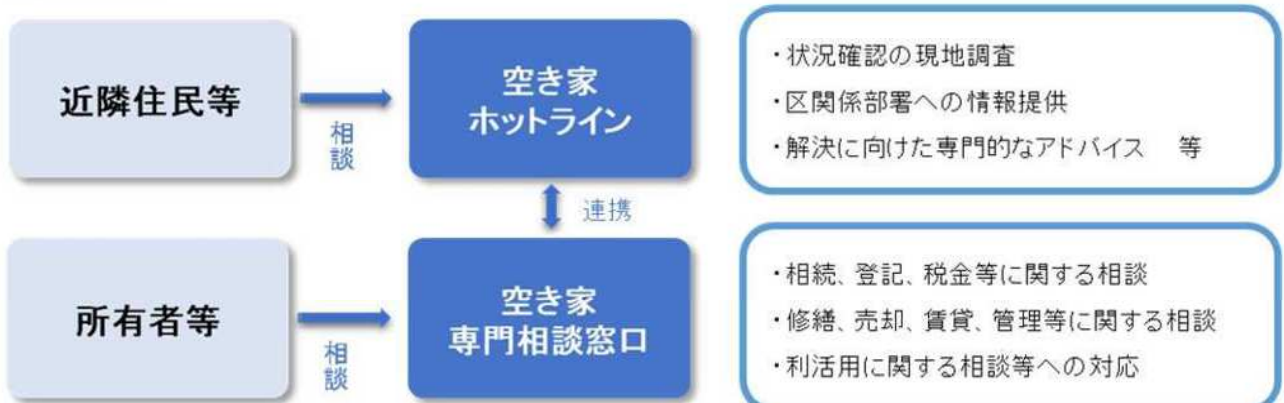 近隣住民等
相談
空き家
ホットライン
・状況確認の現地調査
・区関係部署への情報提供
・解決に向けた専門的なアドバイス　等
連携
所有者等
相談
空き家
専門相談窓口
・相続、登記、税金等に関する相談
・修繕、売却、賃貸、管理等に関する相談
・利活用に関する相談等への対応